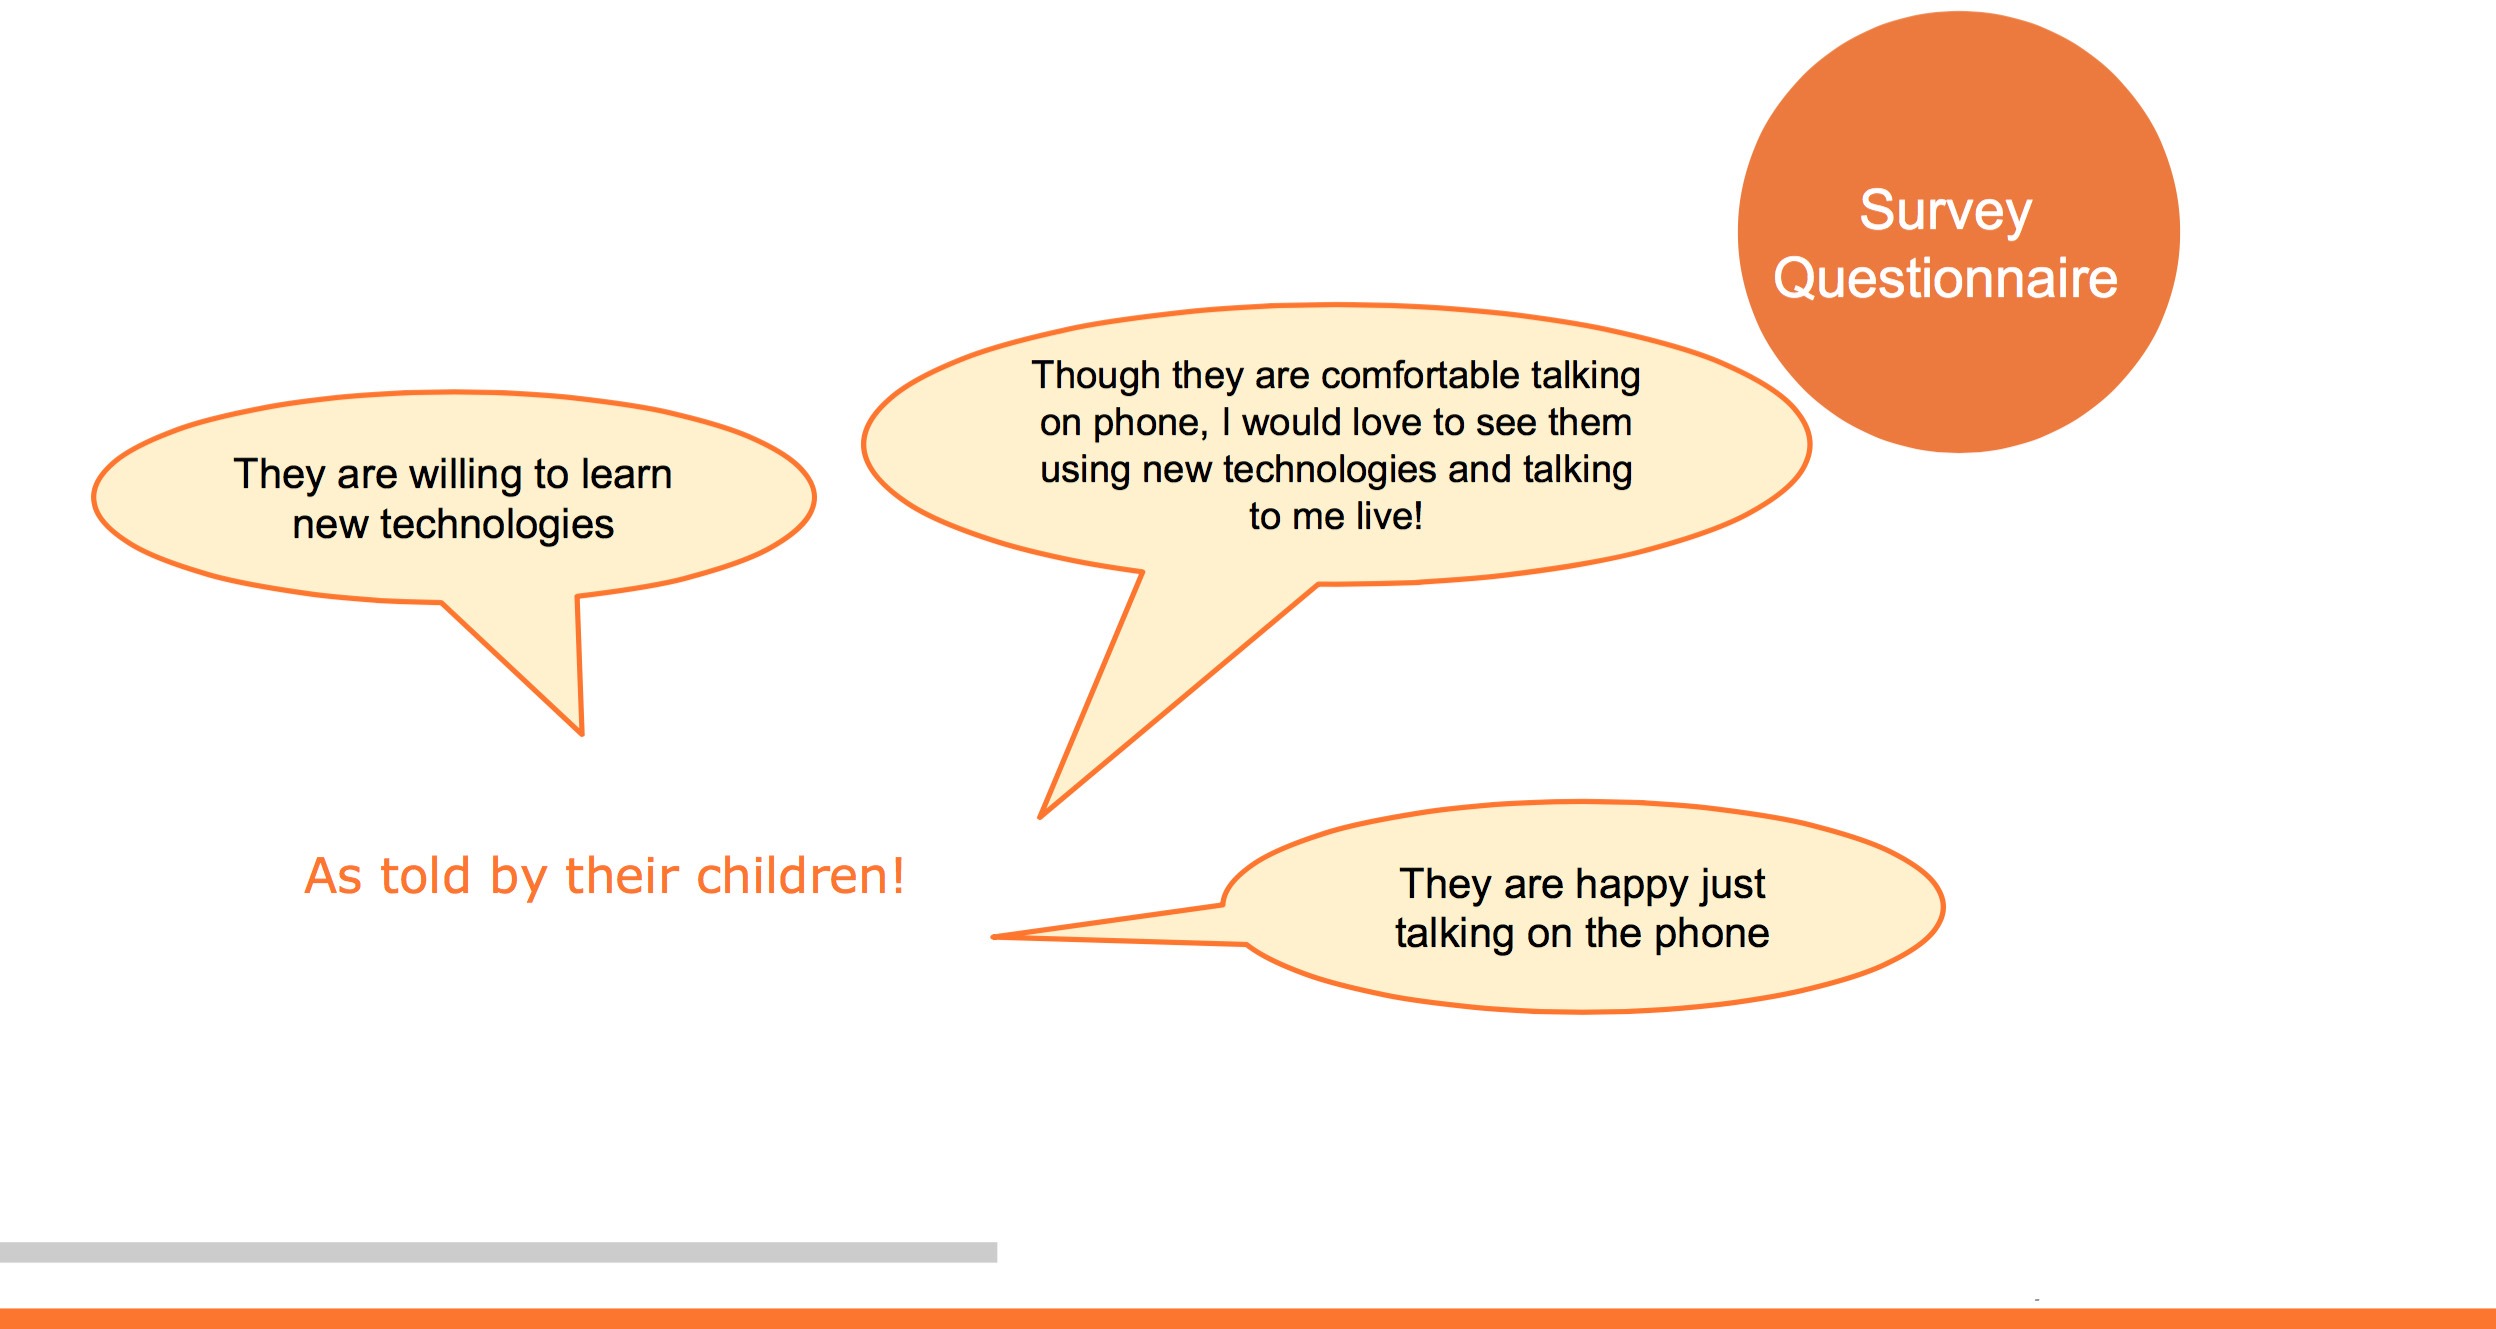 Survey
Questionnaire
Though they are comfortable talking
on phone, I would love to see them
using new technologies and talking
to me live!
They are willing to learn
new technologies
As told by their children!
They are happy just
talking on the phone